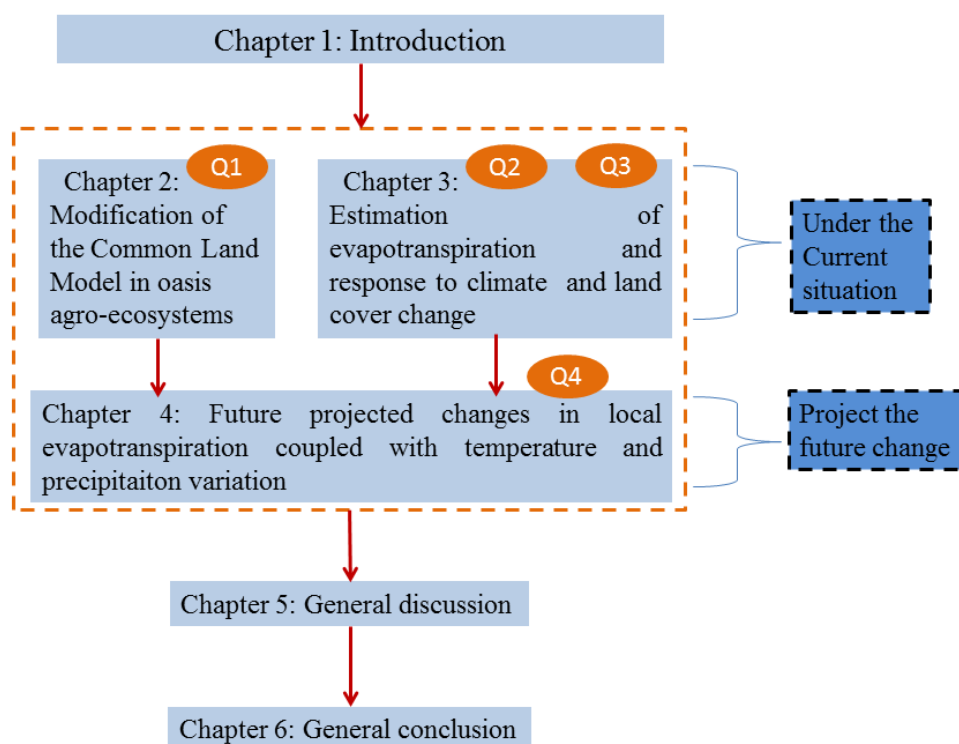 Chapter 1: Introduction
Q1
Chapter 2:
Modification of
the Common Land
Model in oasis
agro-ecosystems
Q2
Q3
Chapter 3:
Estimation of
evapotranspiration and
response to climate and land
cover change
Under the
Current
situation
Q4
Chapter 4: Future projected changes in local
evapotranspiration coupled with temperature and
precipitaiton variation
Project the
future change
Chapter 5: General discussion
Chapter 6: General conclusion